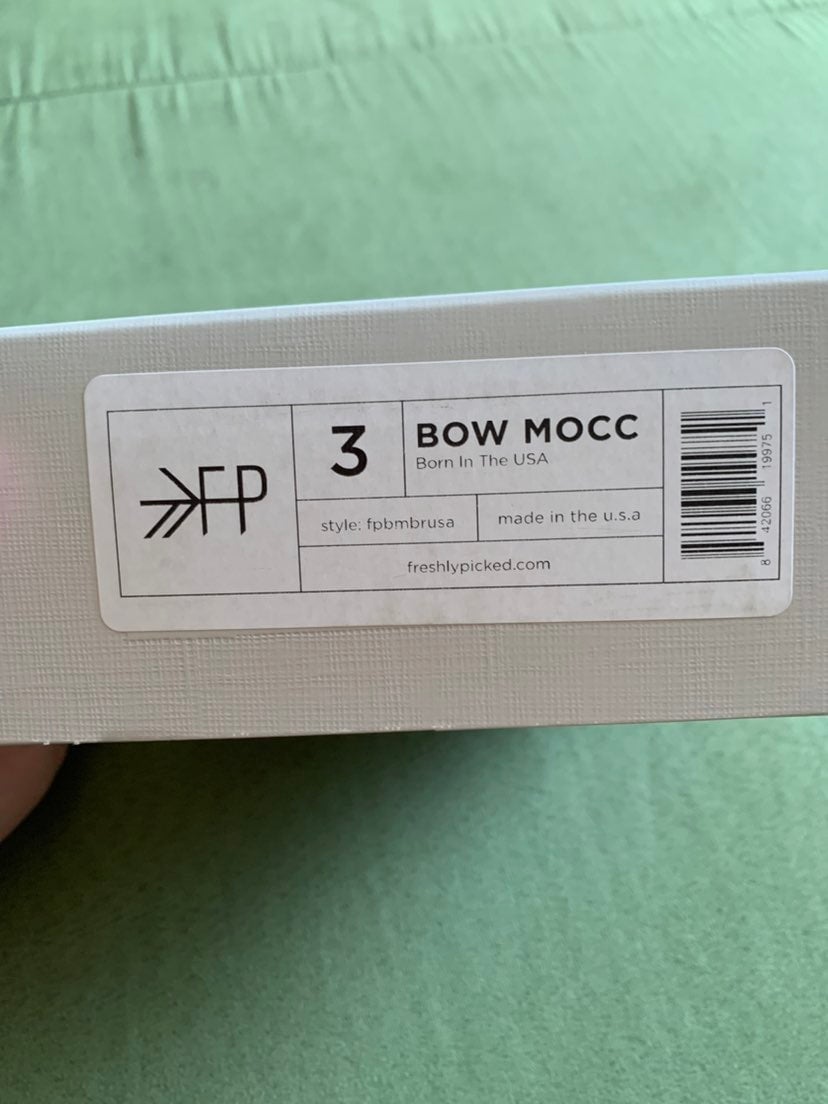 FP
3
BOW MOCC
Born In The USA
style: fpbmbrusa
made in the u.s.a
freshlypicked.com
8 42066 19975 1